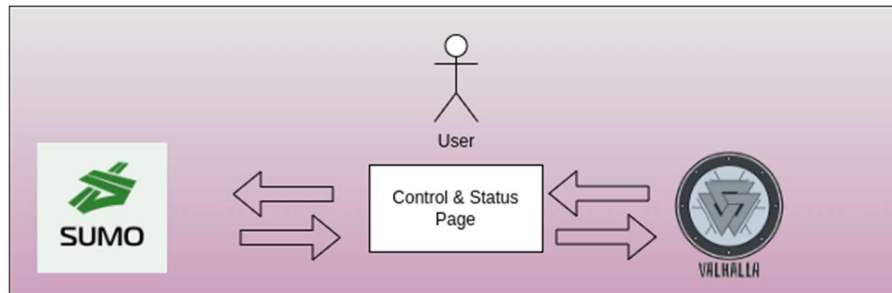 User
Control & Status
Page
SUMO
VALHALLA